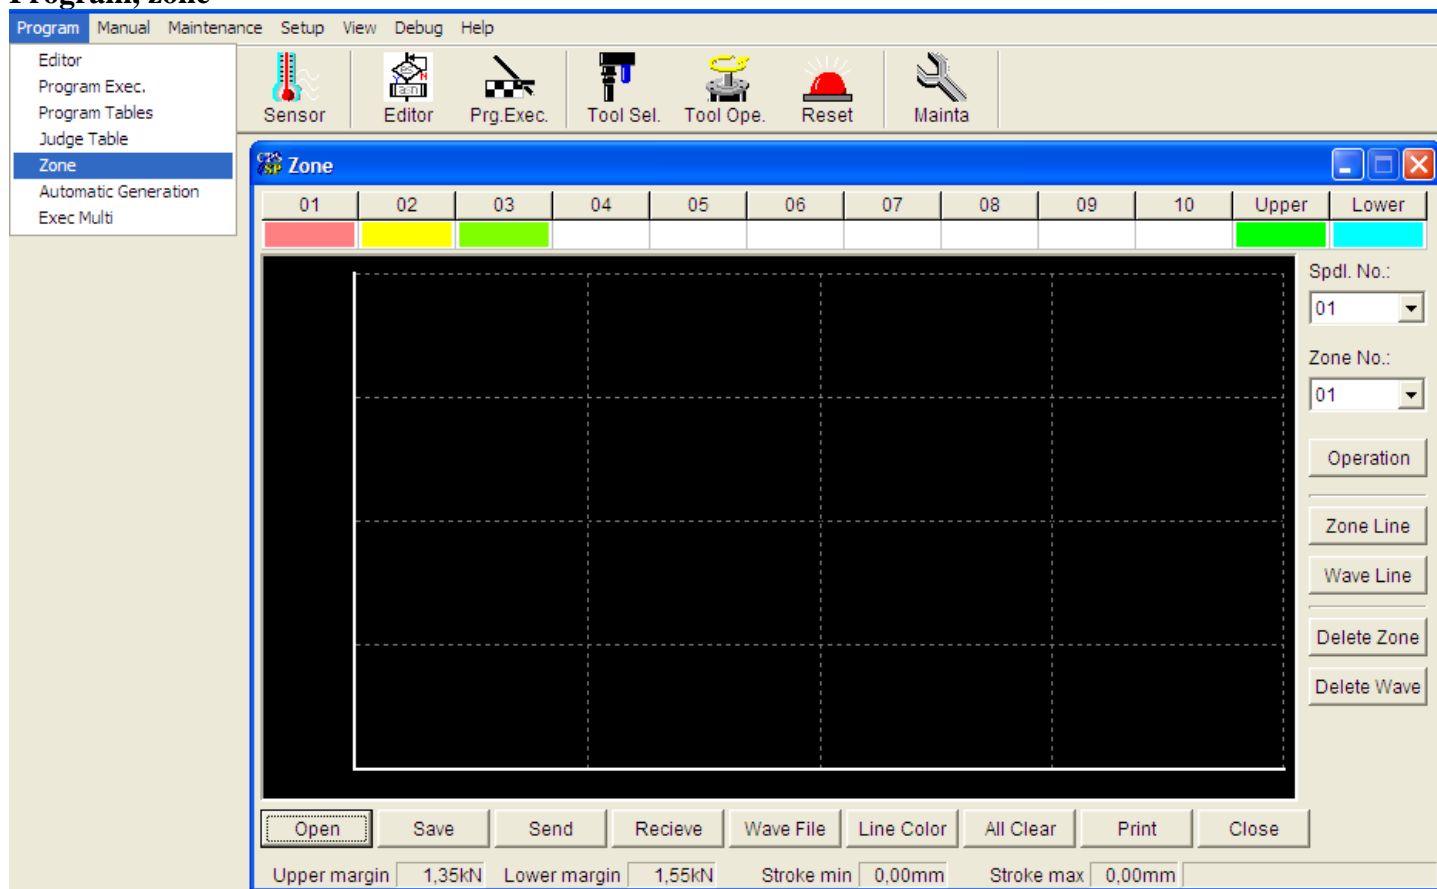 Program, zone
Program Manual Maintenance Setup View Debug Help
Editor
Program Exec.
Program Tables
Judge Table
Zone
Automatic Generation
Exec Multi
Sensor Editor Prg.Exec. Tool Sel. Tool Ope. Reset Mainta
Zone
01 02 03 04 05 06 07 08 09 10 Upper Lower
Spdl. No.:
01
Zone No.:
01
Operation
Zone Line
Wave Line
Delete Zone
Delete Wave
Open Save Send Recieve Wave File Line Color All Clear Print Close
Upper margin 1,35kN Lower margin 1,55kN Stroke min 0,00mm Stroke max 0,00mm